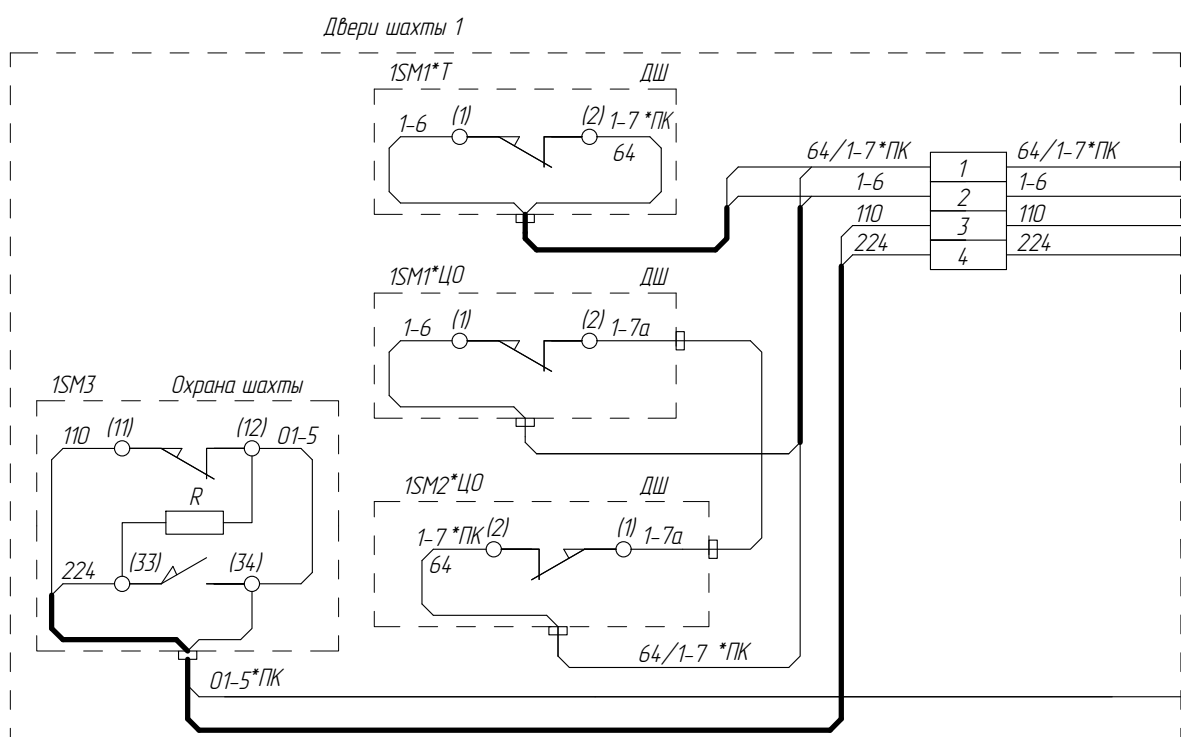 Двери шахты 1
1SM1*Т ДШ
1-6 (1) (2) 1-7 *ПК
64
64/1-7*ПК 1 64/1-7*ПК
1-6 2 1-6
110 3 110
224 4 224
1SM1*ЦО ДШ
1-6 (1) (2) 1-7а
1SM3 Охрана шахты
110 (11) (12) 01-5
R
224 (33) (34)
1SM2*ЦО ДШ
1-7 *ПК (2) (1) 1-7а
64
64/1-7 *ПК
01-5*ПК